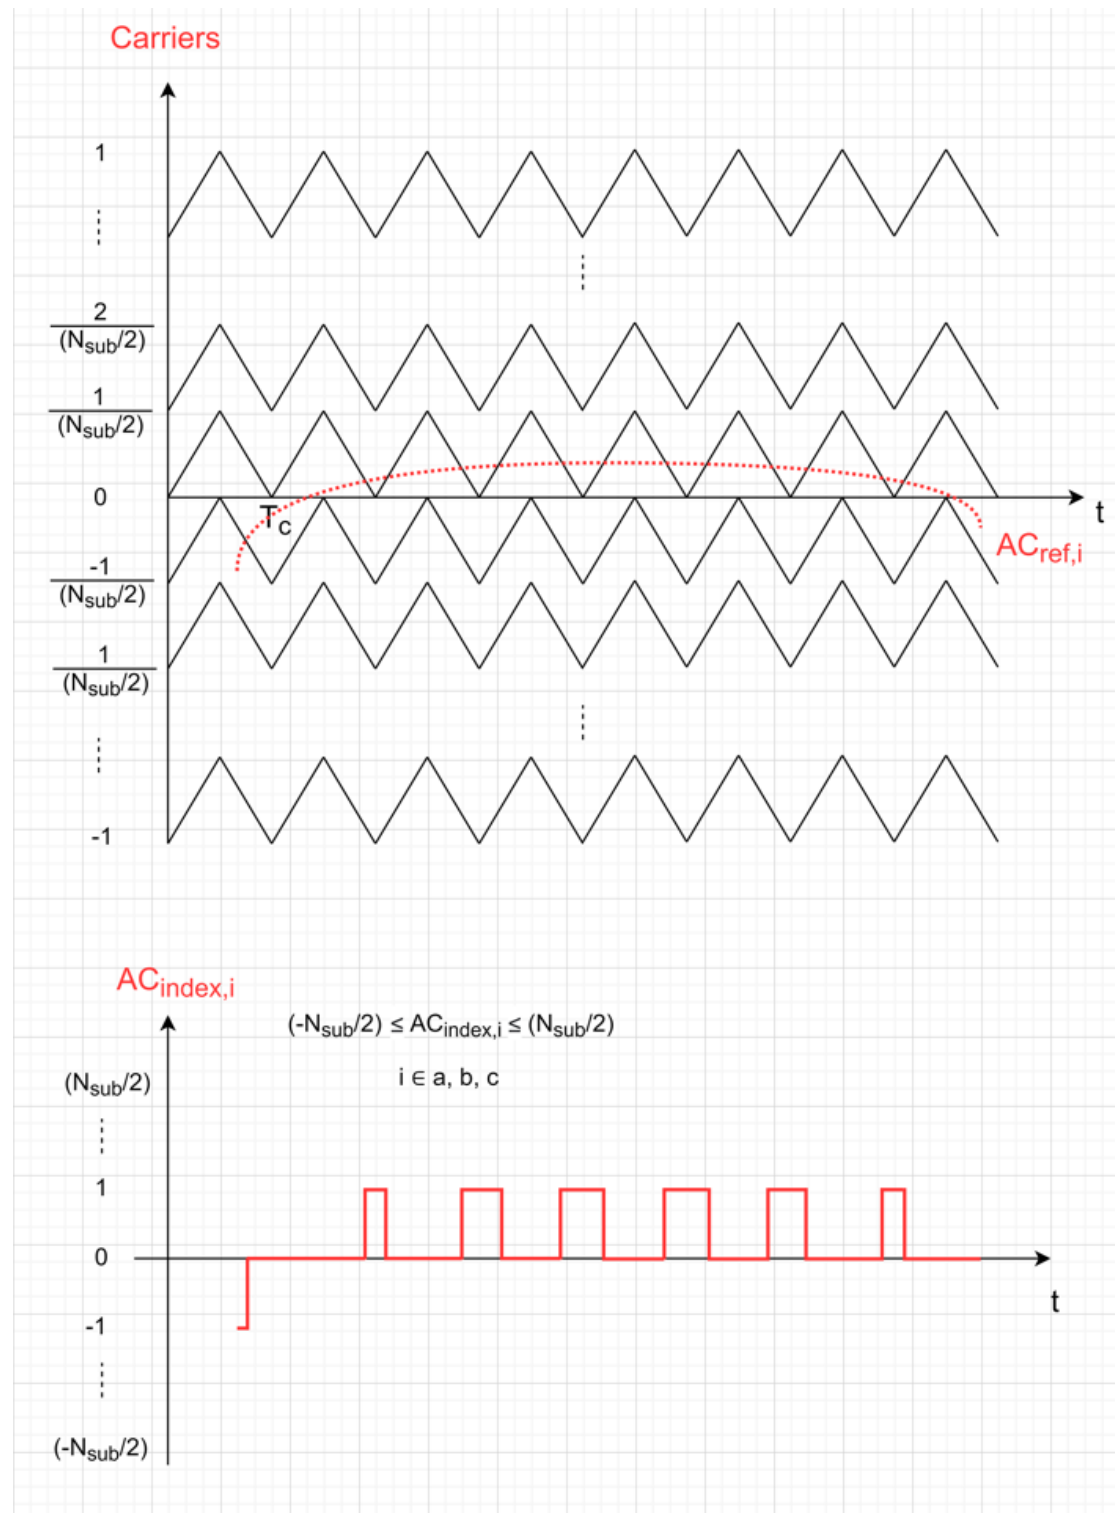 Carriers
1
2
(Nsub/2)
1
(Nsub/2)
0
Tc
t
ACref,i
-1
(Nsub/2)
1
(Nsub/2)
-1
ACindex,i
(-Nsub/2) ≤ ACindex,i ≤ (Nsub/2)
i ∈ a, b, c
(Nsub/2)
1
0
t
-1
(-Nsub/2)